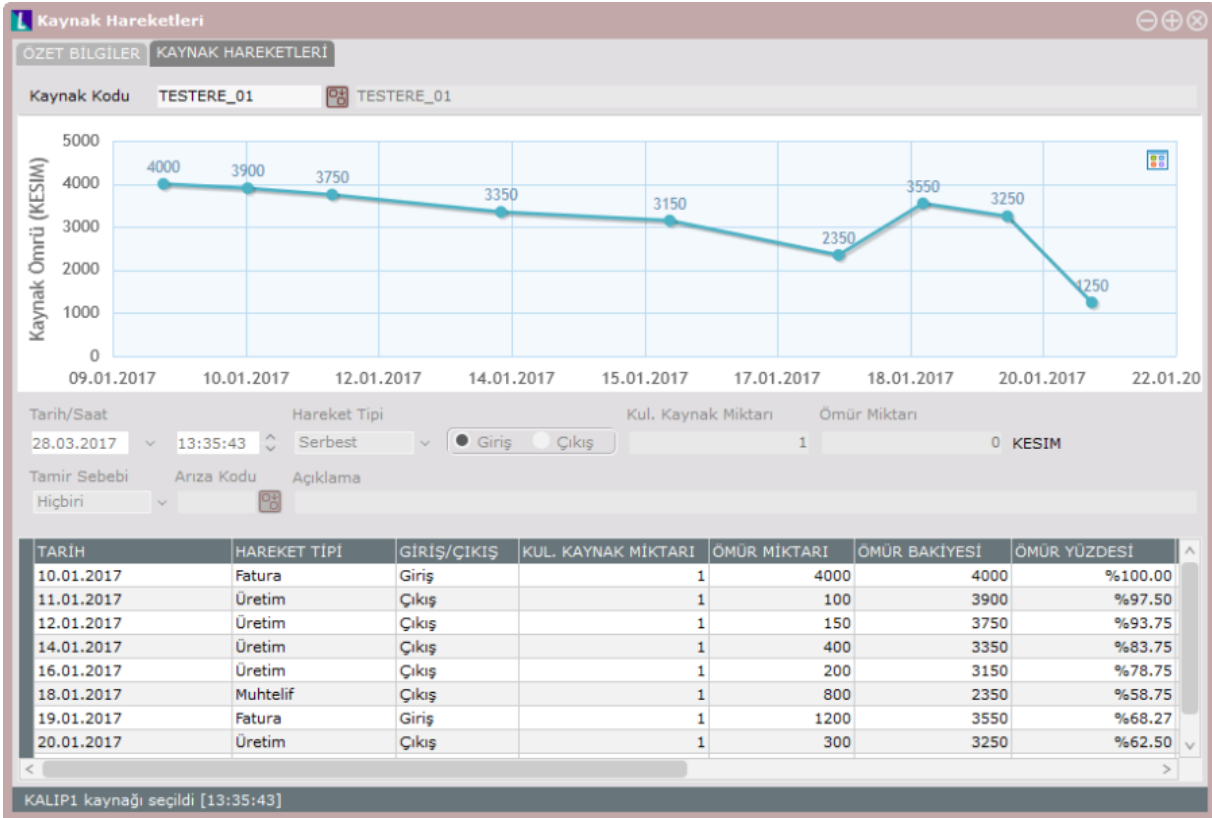 Kaynak Hareketleri
ÖZET BİLGİLER KAYNAK HAREKETLERİ
Kaynak Kodu TESTERE_01 TESTERE_01
Kaynak Ömrü (KESIM)
5000
4000
3000
2000
1000
0
4000 3900 3750 3350 3150 2350 3550 3250 1250
09.01.2017 10.01.2017 12.01.2017 14.01.2017 15.01.2017 17.01.2017 18.01.2017 20.01.2017 22.01.20
Tarih/Saat Hareket Tipi Kul. Kaynak Miktarı Ömür Miktarı
28.03.2017 13:35:43 Serbest Giriş Çıkış 1 0 KESIM
Tamir Sebebi Arıza Kodu Açıklama
Hiçbiri
TARİH HAREKET TİPİ GİRİŞ/ÇIKIŞ KUL. KAYNAK MİKTARI ÖMÜR MİKTARI ÖMÜR BAKİYESİ ÖMÜR YÜZDESİ
10.01.2017 Fatura Giriş 1 4000 4000 %100.00
11.01.2017 Üretim Çıkış 1 100 3900 %97.50
12.01.2017 Üretim Çıkış 1 150 3750 %93.75
14.01.2017 Üretim Çıkış 1 400 3350 %83.75
16.01.2017 Üretim Çıkış 1 200 3150 %78.75
18.01.2017 Muhtelif Çıkış 1 800 2350 %58.75
19.01.2017 Fatura Giriş 1 1200 3550 %68.27
20.01.2017 Üretim Çıkış 1 300 3250 %62.50
KALIP1 kaynağı seçildi [13:35:43]